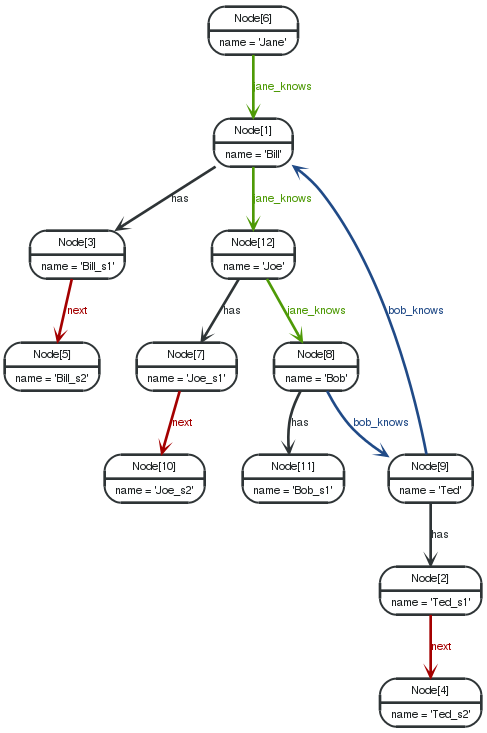 Node[6]
name = 'Jane'
jane_knows
Node[1]
name = 'Bill'
has
jane_knows
bob_knows
Node[3]
name = 'Bill_s1'
Node[12]
name = 'Joe'
next
has
jane_knows
Node[5]
name = 'Bill_s2'
Node[7]
name = 'Joe_s1'
Node[8]
name = 'Bob'
next
has
bob_knows
Node[10]
name = 'Joe_s2'
Node[11]
name = 'Bob_s1'
Node[9]
name = 'Ted'
has
Node[2]
name = 'Ted_s1'
next
Node[4]
name = 'Ted_s2'